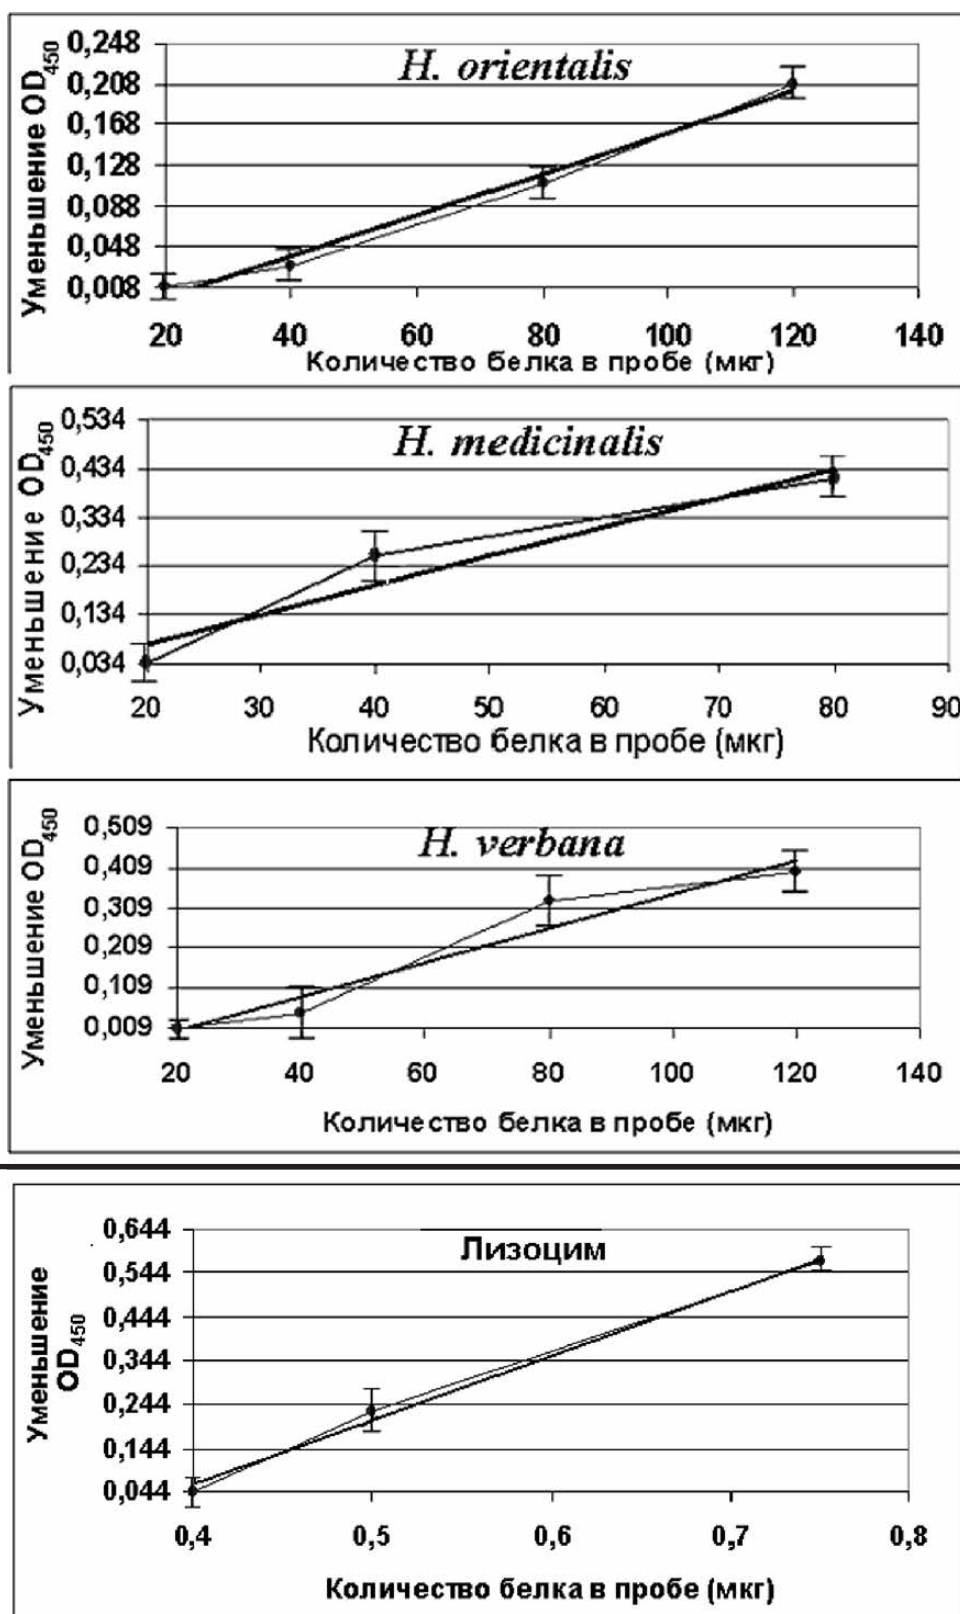 Уменьшение OD450
0,248
0,208
0,168
0,128
0,088
0,048
0,008
H. orientalis
20 40 60 80 100 120 140
Количество белка в пробе (мкг)
Уменьшение OD450
0,534
0,434
0,334
0,234
0,134
0,034
H. medicinalis
20 30 40 50 60 70 80 90
Количество белка в пробе (мкг)
Уменьшение OD450
0,509
0,409
0,309
0,209
0,109
0,009
H. verbana
20 40 60 80 100 120 140
Количество белка в пробе (мкг)
Уменьшение
OD450
0,644
0,544
0,444
0,344
0,244
0,144
0,044
Лизоцим
0,4 0,5 0,6 0,7 0,8
Количество белка в пробе (мкг)